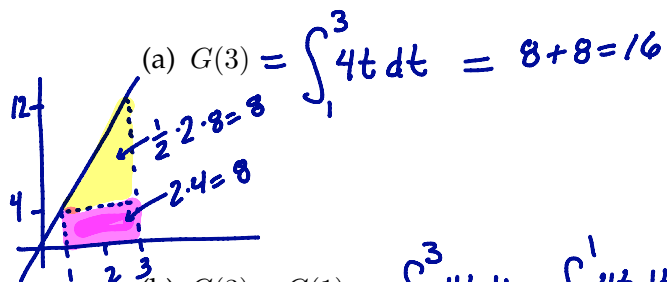 (a) G(3) = ∫₁³ 4t dt = 8+8=16
12
½·2·8=8
2·4=8
4
1 2 3